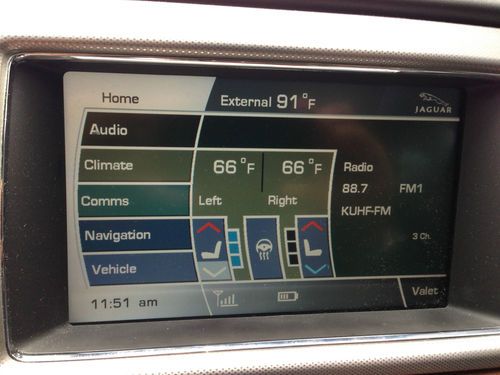 Home
External 91°F
JAGUAR
Audio
Climate
66°F 66°F
Radio
Comms
Left Right
88.7 FM1
KUHF-FM
Navigation
3 Ch.
Vehicle
11:51 am
Valet